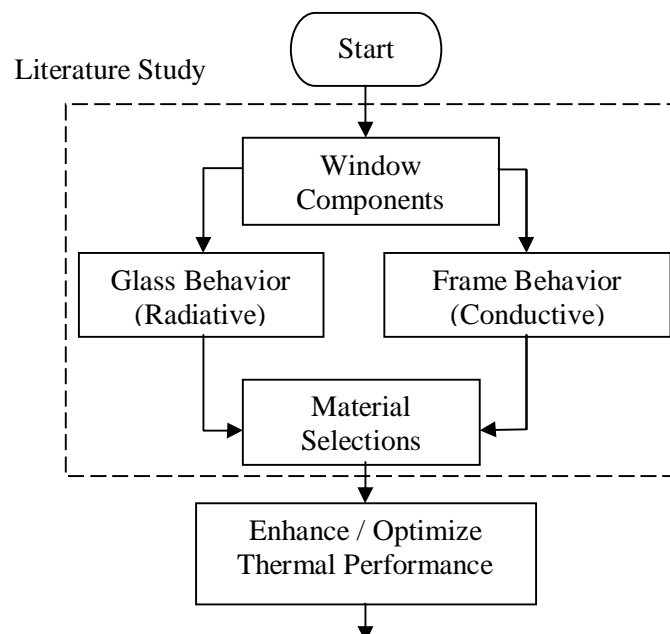 Start
Literature Study
Window
Components
Glass Behavior
(Radiative)
Frame Behavior
(Conductive)
Material
Selections
Enhance / Optimize
Thermal Performance